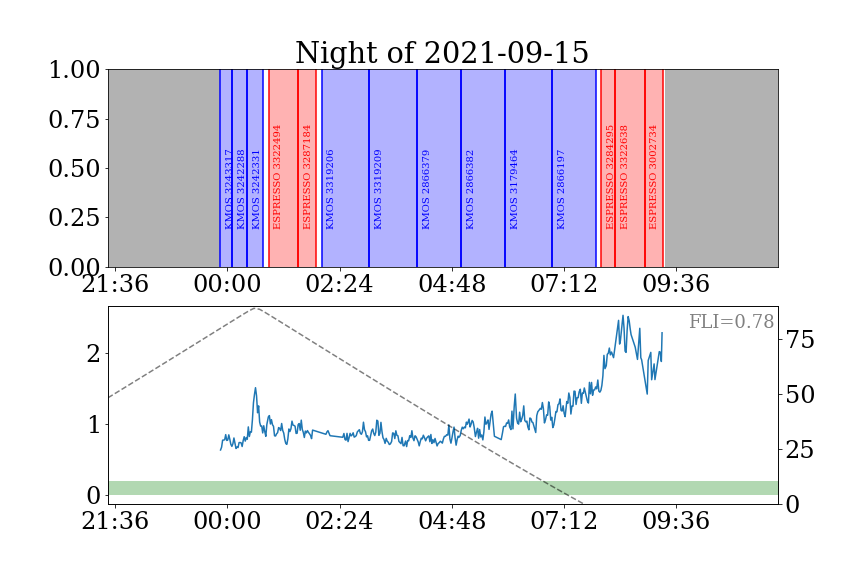 Night of 2021-09-15
1.00
0.75
0.50
0.25
0.00
KMOS 3243317
KMOS 3242288
KMOS 3242331
ESPRESSO 3322494
ESPRESSO 3287184
KMOS 3319206
KMOS 3319209
KMOS 2866379
KMOS 2866382
KMOS 3179464
KMOS 2866197
ESPRESSO 3284295
ESPRESSO 3322638
ESPRESSO 3002734
21:36 00:00 02:24 04:48 07:12 09:36
FLI=0.78
2
1
0
75
50
25
0
21:36 00:00 02:24 04:48 07:12 09:36